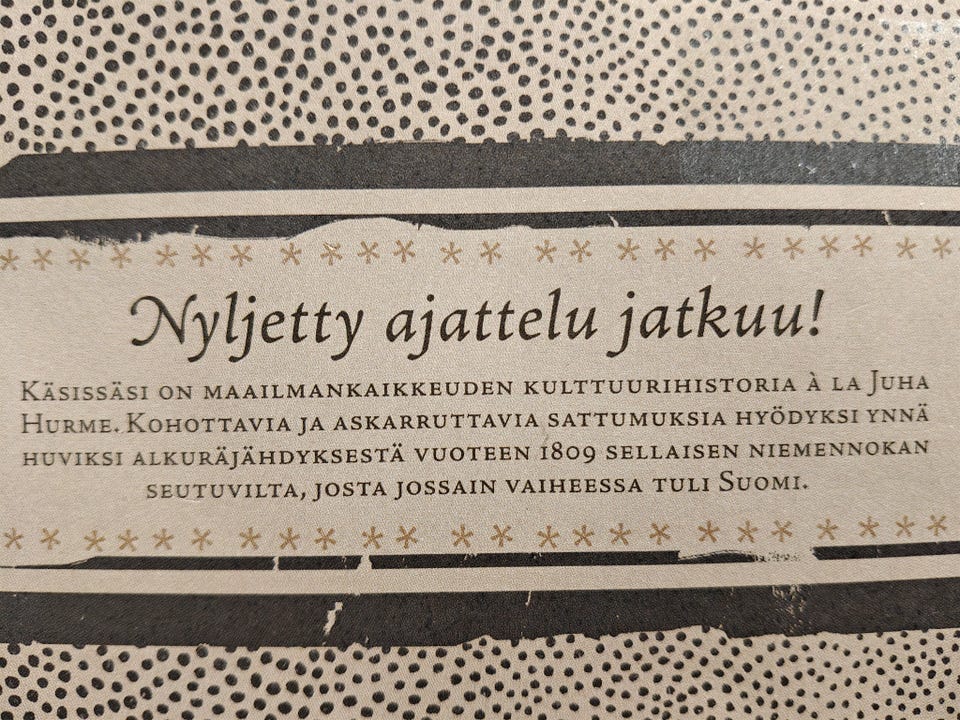 Nyljetty ajattelu jatkuu!
Käsissäsi on maailmankaikkeuden kulttuurihistoria à la Juha
Hurme. Kohottavia ja askarruttavia sattumuksia hyödyksi ynnä
huviksi alkuräjähdyksestä vuoteen 1809 sellaisen niemennokan
seutuvilta, josta jossain vaiheessa tuli Suomi.